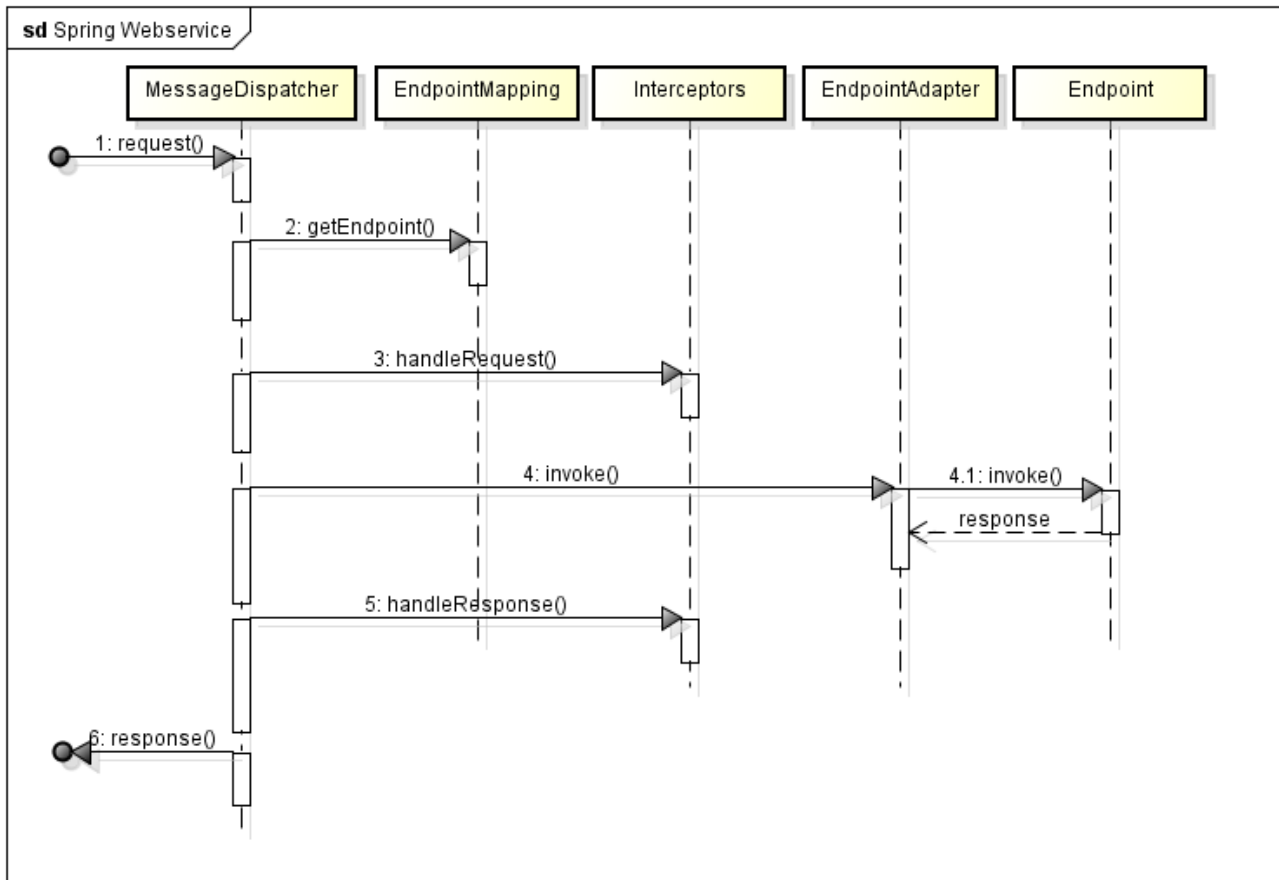 sd Spring Webservice
MessageDispatcher
EndpointMapping
Interceptors
EndpointAdapter
Endpoint
1: request()
2: getEndpoint()
3: handleRequest()
4: invoke()
4.1: invoke()
response
5: handleResponse()
6: response()